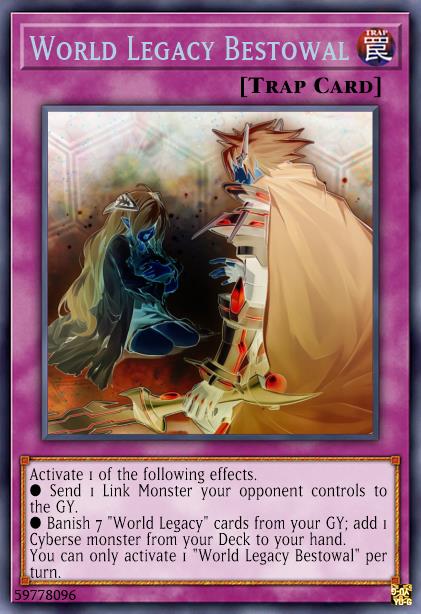 World Legacy Bestowal
TRAP
罠
[Trap Card]
Activate 1 of the following effects.
● Send 1 Link Monster your opponent controls to
the GY.
● Banish 7 "World Legacy" cards from your GY; add 1
Cyberse monster from your Deck to your hand.
You can only activate 1 "World Legacy Bestowal" per
turn.
59778096